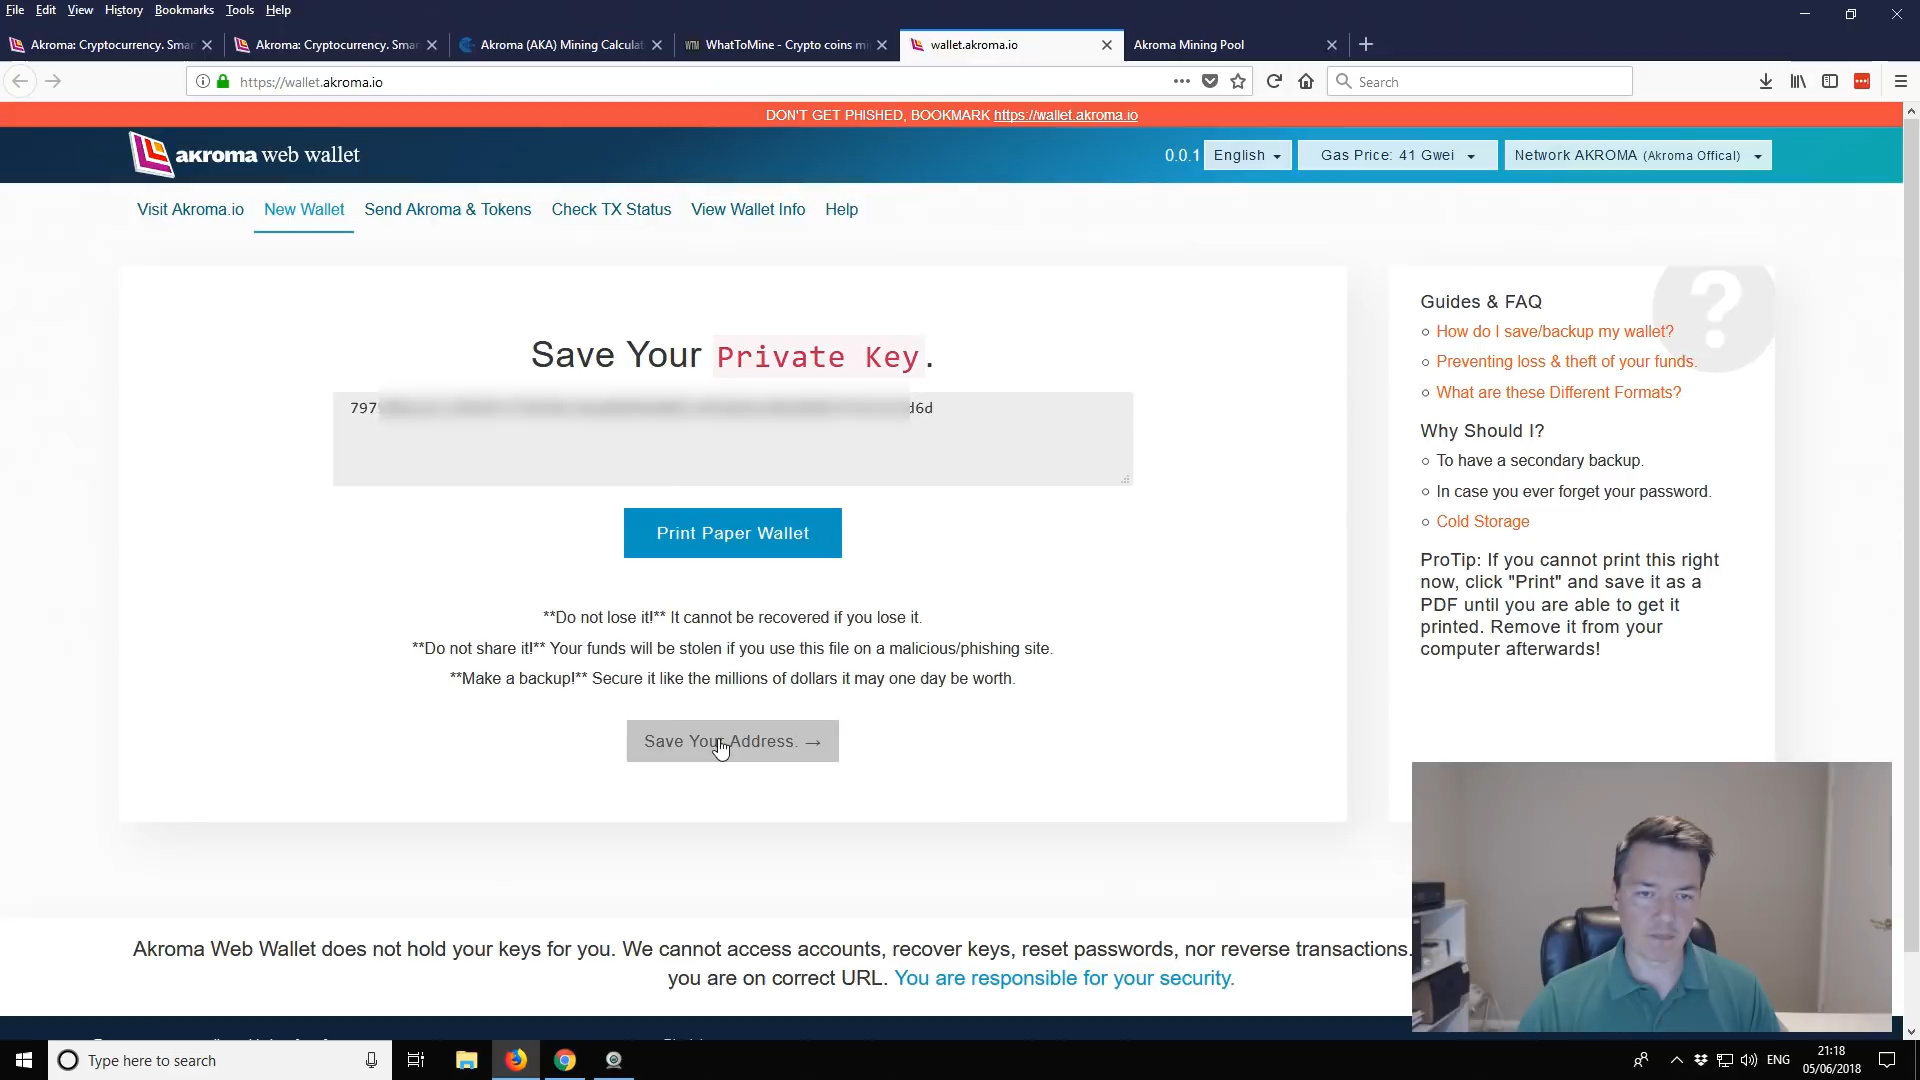 File Edit View History Bookmarks Tools Help
Akroma: Cryptocurrency. Smar
Akroma: Cryptocurrency. Smar
Akroma (AKA) Mining Calculat
WTM WhatToMine - Crypto coins mi
wallet.akroma.io
Akroma Mining Pool
https://wallet.akroma.io
Search
DON'T GET PHISHED, BOOKMARK https://wallet.akroma.io
akroma web wallet
0.0.1 English Gas Price: 41 Gwei Network AKROMA (Akroma Offical)
Visit Akroma.io New Wallet Send Akroma & Tokens Check TX Status View Wallet Info Help
Save Your Private Key.
797 d6d
Print Paper Wallet
**Do not lose it!** It cannot be recovered if you lose it.
**Do not share it!** Your funds will be stolen if you use this file on a malicious/phishing site.
**Make a backup!** Secure it like the millions of dollars it may one day be worth.
Save Your Address. →
Guides & FAQ
How do I save/backup my wallet?
Preventing loss & theft of your funds.
What are these Different Formats?
Why Should I?
To have a secondary backup.
In case you ever forget your password.
Cold Storage
ProTip: If you cannot print this right
now, click "Print" and save it as a
PDF until you are able to get it
printed. Remove it from your
computer afterwards!
Akroma Web Wallet does not hold your keys for you. We cannot access accounts, recover keys, reset passwords, nor reverse transactions.
you are on correct URL. You are responsible for your security.
Type here to search
ENG
21:18
05/06/2018